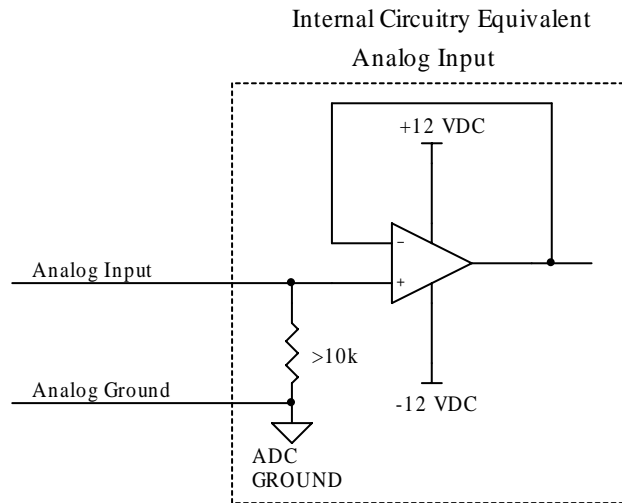 Internal Circuitry Equivalent
Analog Input
+12 VDC
−
Analog Input
+
>10k
Analog Ground
-12 VDC
ADC
GROUND